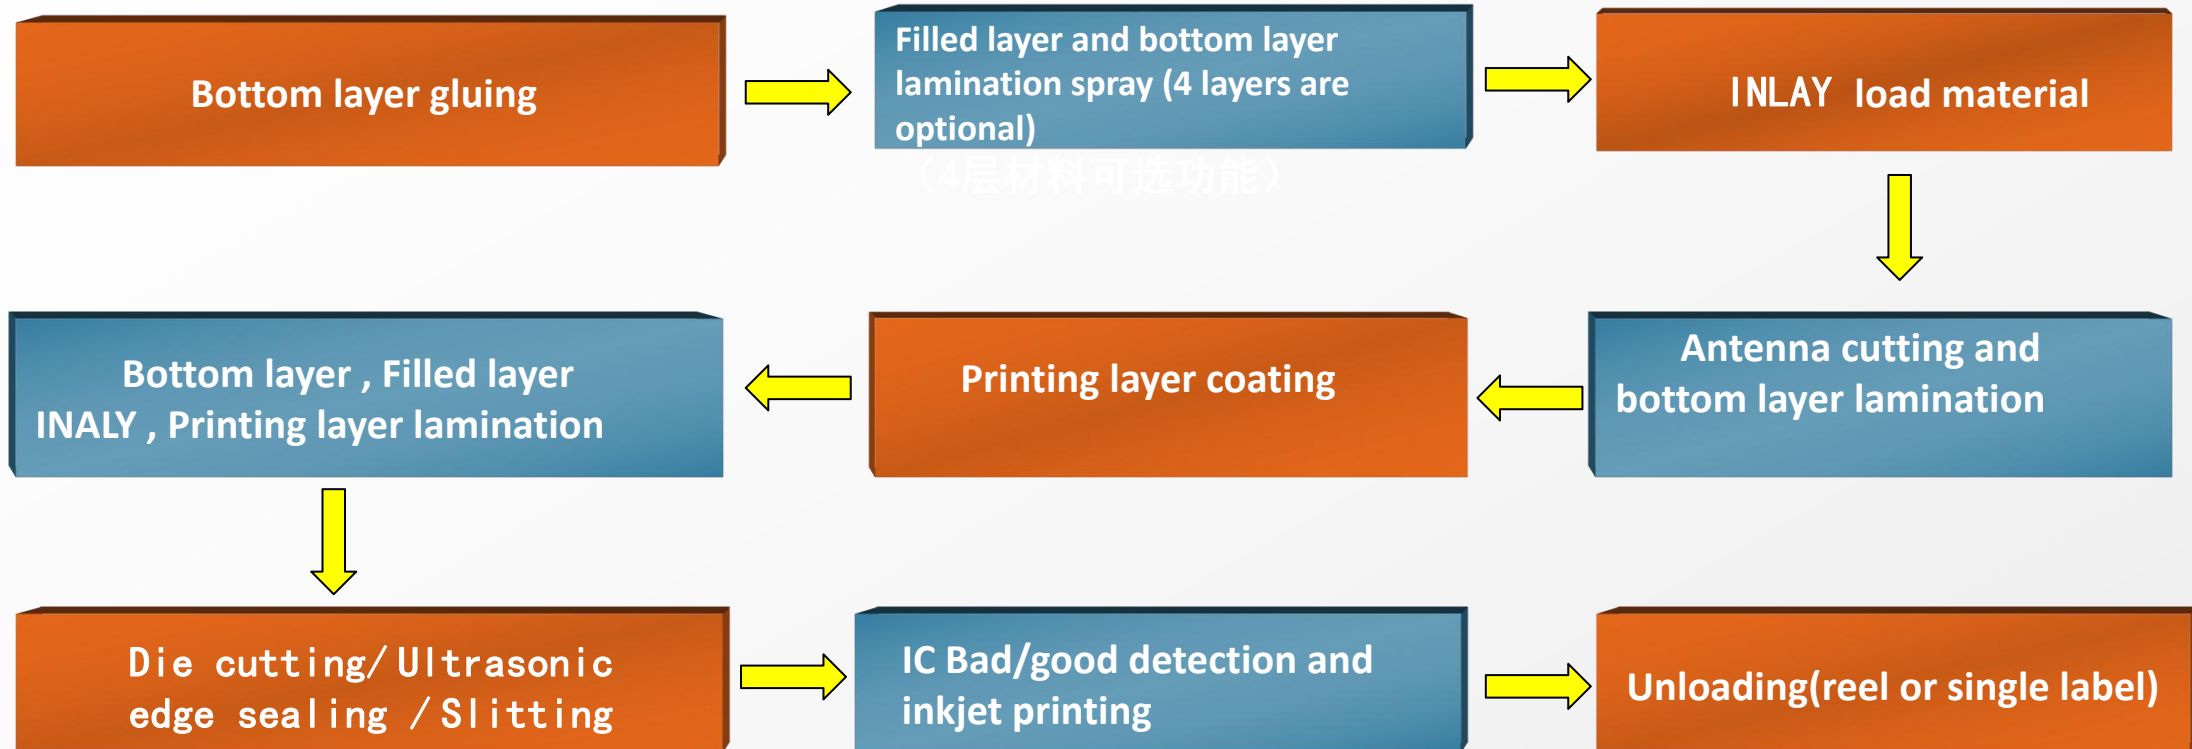 Bottom layer gluing
Filled layer and bottom layer
lamination spray (4 layers are
optional)
（4层材料可选功能）
INLAY load material
Antenna cutting and
bottom layer lamination
Printing layer coating
Bottom layer , Filled layer
INALY , Printing layer lamination
Die cutting/Ultrasonic
edge sealing /Slitting
IC Bad/good detection and
inkjet printing
Unloading(reel or single label)